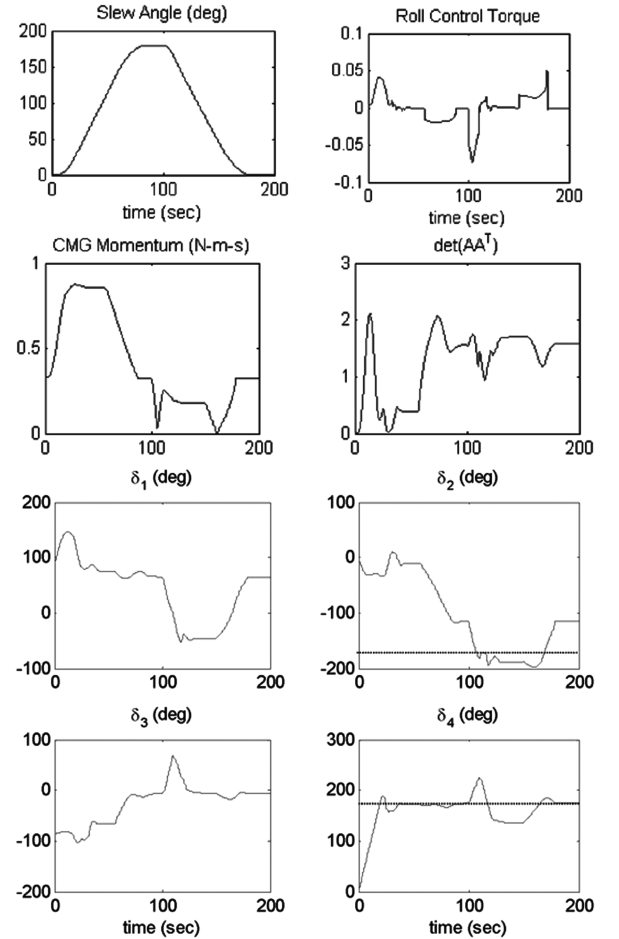 Slew Angle (deg)
200
150
100
50
0
0 100 200
time (sec)
Roll Control Torque
0.1
0.05
0
-0.05
-0.1
0 100 200
time (sec)
CMG Momentum (N-m-s)
1
0.5
0
0 100 200
det(AAᵀ)
3
2
1
0
0 100 200
δ₁ (deg)
200
100
0
-100
0 100 200
δ₂ (deg)
0
-100
-200
0 100 200
100
δ₃ (deg)
100
0
-100
-200
0 100 200
time (sec)
δ₄ (deg)
300
200
100
0
0 100 200
time (sec)